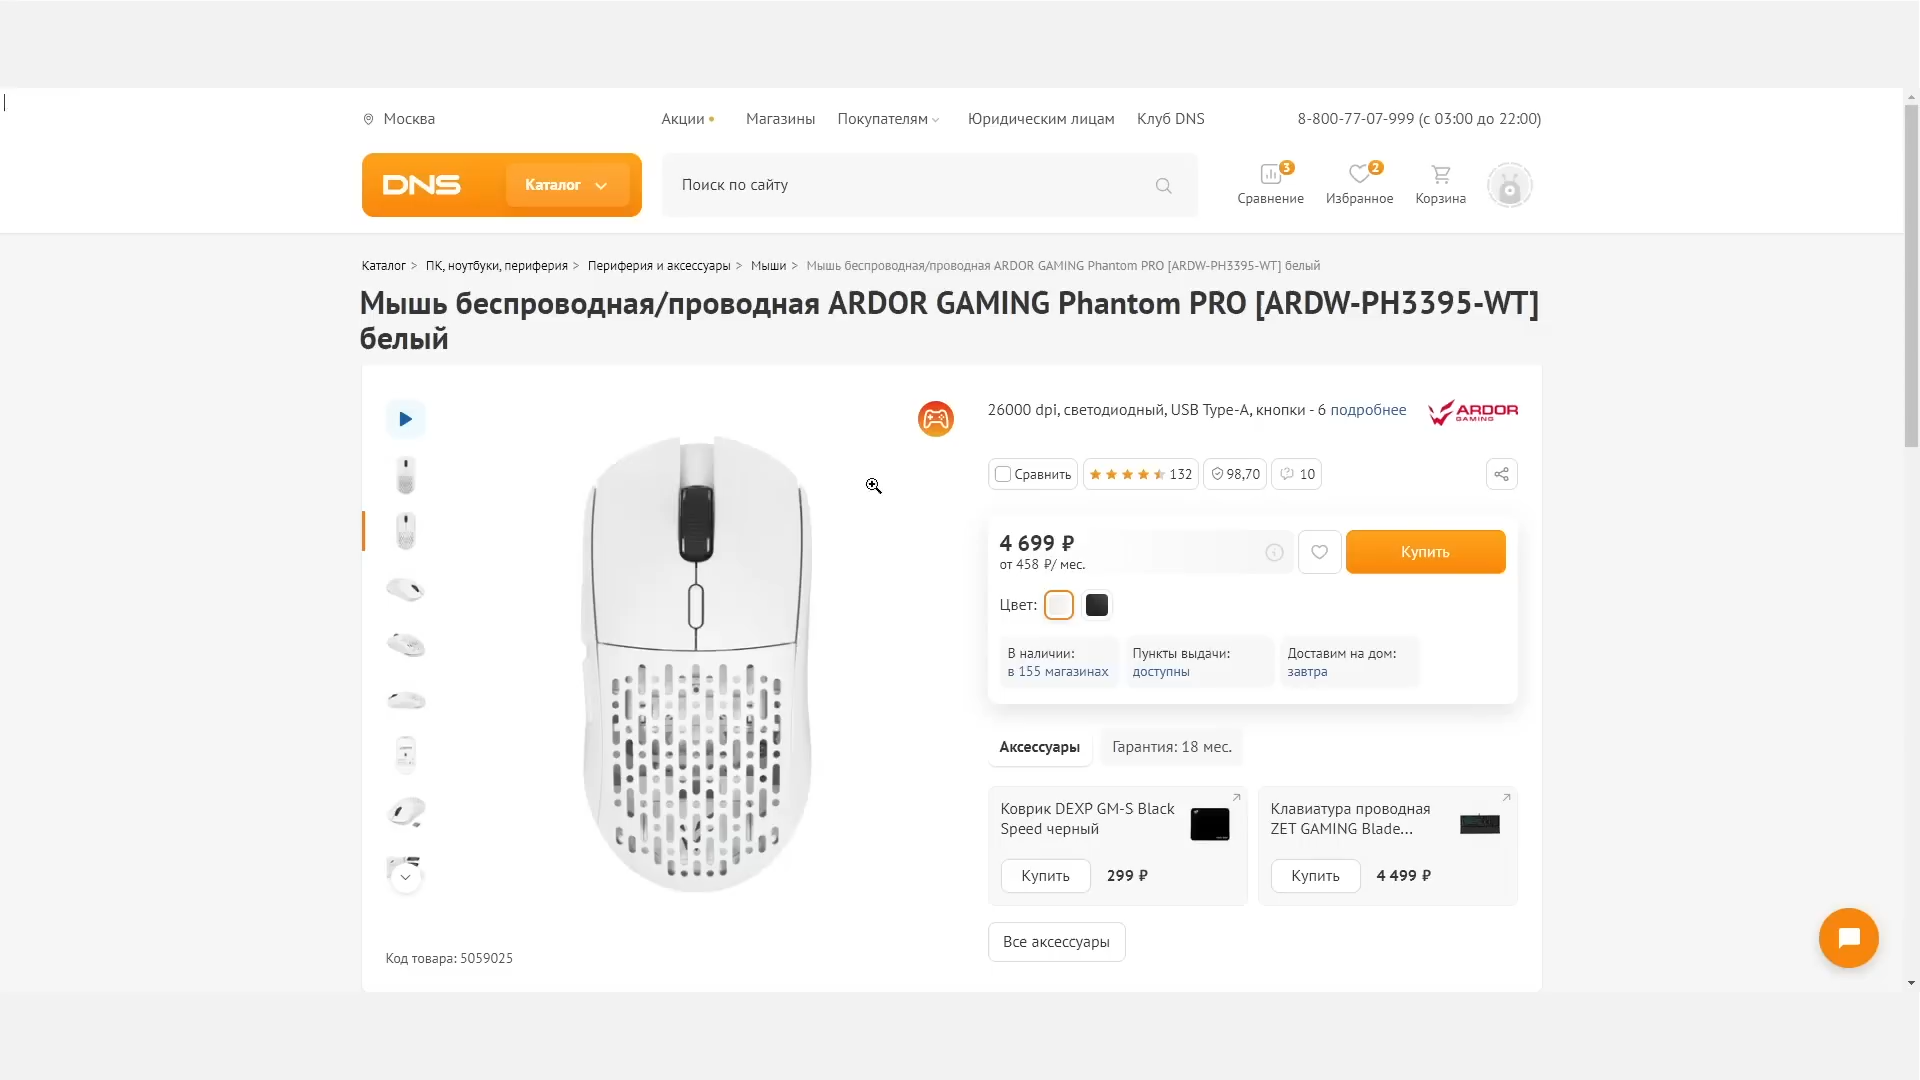 Москва
Акции
Магазины
Покупателям
Юридическим лицам
Клуб DNS
8-800-77-07-999 (с 03:00 до 22:00)
DNS
Каталог
Поиск по сайту
3
Сравнение
2
Избранное
Корзина
Каталог > ПК, ноутбуки, периферия > Периферия и аксессуары > Мыши > Мышь беспроводная/проводная ARDOR GAMING Phantom PRO [ARDW-PH3395-WT] белый
Мышь беспроводная/проводная ARDOR GAMING Phantom PRO [ARDW-PH3395-WT]
белый
26000 dpi, светодиодный, USB Type-A, кнопки - 6 подробнее
ARDOR
GAMING
Сравнить
132
98,70
10
4 699 ₽
от 458 ₽/ мес.
Купить
Цвет:
В наличии:
в 155 магазинах
Пункты выдачи:
доступны
Доставим на дом:
завтра
Аксессуары
Гарантия: 18 мес.
Коврик DEXP GM-S Black
Speed черный
Купить
299 ₽
Клавиатура проводная
ZET GAMING Blade...
Купить
4 499 ₽
Все аксессуары
Код товара: 5059025